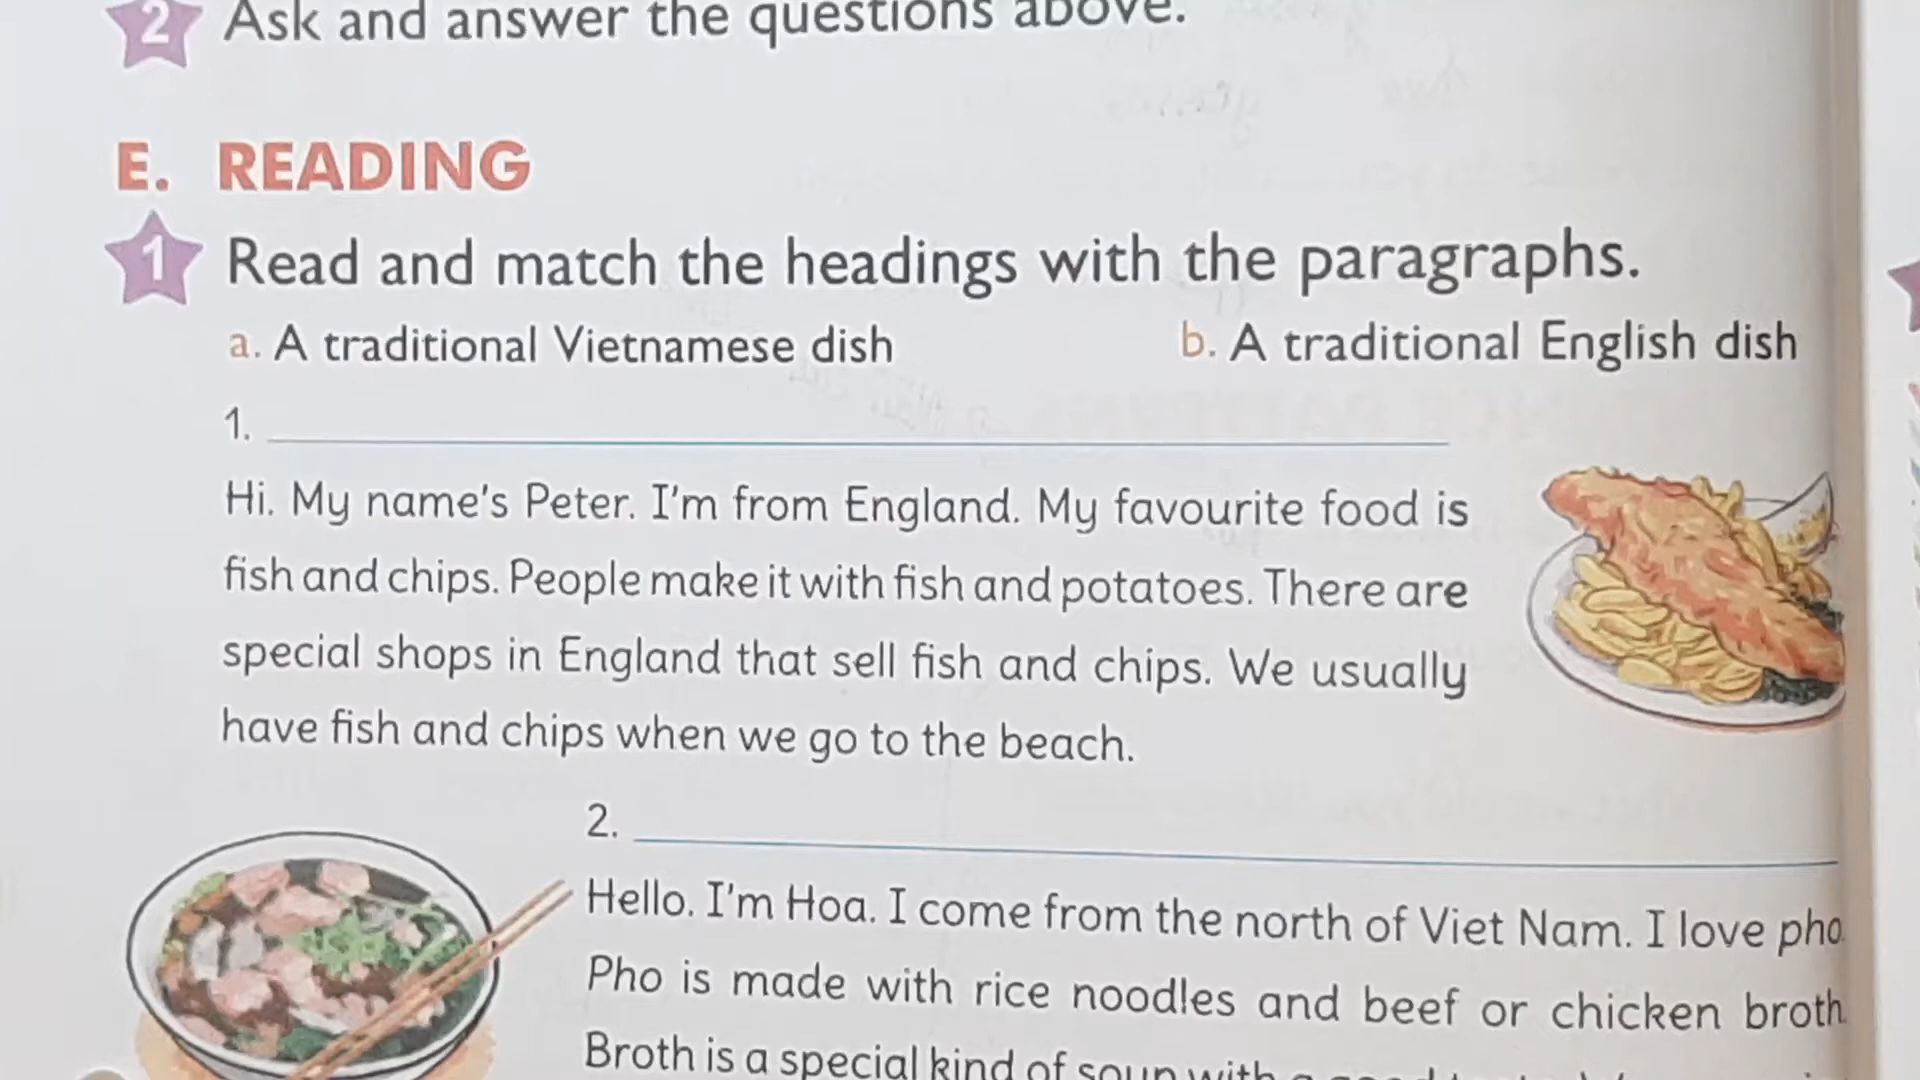 2 Ask and answer the questions above.
E. READING
1 Read and match the headings with the paragraphs.
a. A traditional Vietnamese dish b. A traditional English dish
1.
Hi. My name's Peter. I'm from England. My favourite food is
fish and chips. People make it with fish and potatoes. There are
special shops in England that sell fish and chips. We usually
have fish and chips when we go to the beach.
2.
Hello. I'm Hoa. I come from the north of Viet Nam. I love pho.
Pho is made with rice noodles and beef or chicken broth.
Broth is a special kind of soup with a good